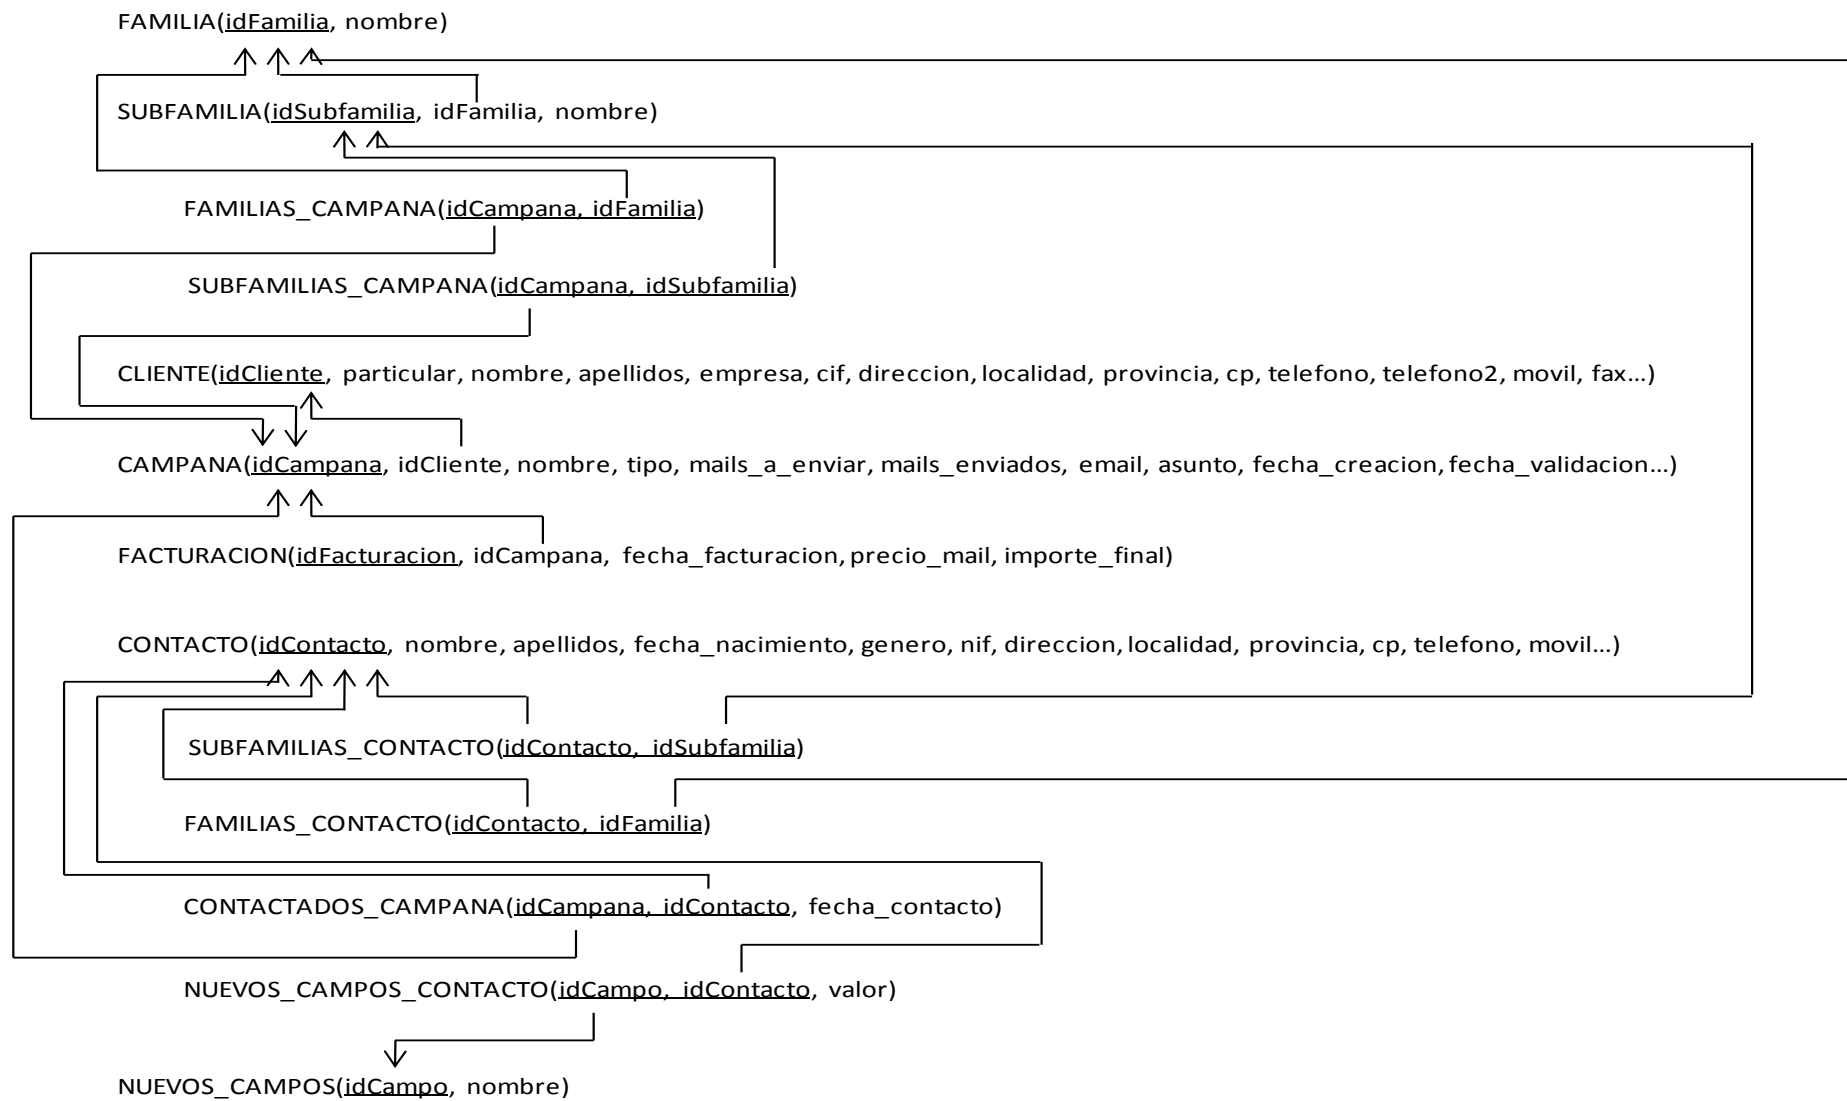 FAMILIA(idFamilia, nombre)
SUBFAMILIA(idSubfamilia, idFamilia, nombre)
FAMILIAS_CAMPANA(idCampana, idFamilia)
SUBFAMILIAS_CAMPANA(idCampana, idSubfamilia)
CLIENTE(idCliente, particular, nombre, apellidos, empresa, cif, direccion, localidad, provincia, cp, telefono, telefono2, movil, fax...)
CAMPANA(idCampana, idCliente, nombre, tipo, mails_a_enviar, mails_enviados, email, asunto, fecha_creacion, fecha_validacion...)
FACTURACION(idFacturacion, idCampana, fecha_facturacion, precio_mail, importe_final)
CONTACTO(idContacto, nombre, apellidos, fecha_nacimiento, genero, nif, direccion, localidad, provincia, cp, telefono, movil...)
SUBFAMILIAS_CONTACTO(idContacto, idSubfamilia)
FAMILIAS_CONTACTO(idContacto, idFamilia)
CONTACTADOS_CAMPANA(idCampana, idContacto, fecha_contacto)
NUEVOS_CAMPOS_CONTACTO(idCampo, idContacto, valor)
NUEVOS_CAMPOS(idCampo, nombre)